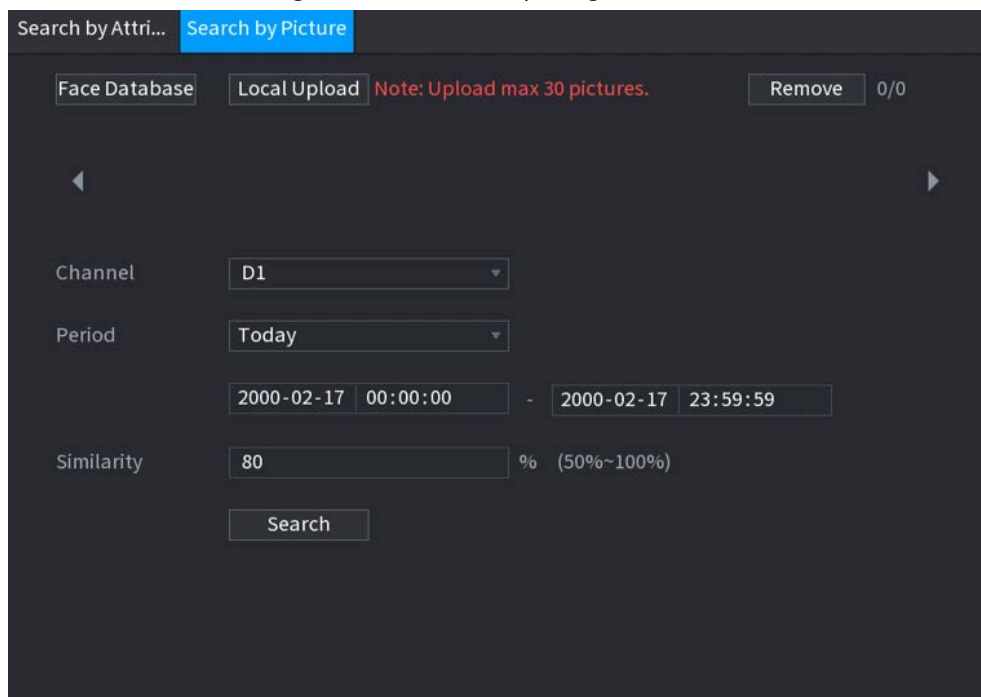 Search by Attri... Search by Picture
Face Database Local Upload Note: Upload max 30 pictures. Remove 0/0
Channel D1
Period Today
2000-02-17 00:00:00 - 2000-02-17 23:59:59
Similarity 80 % (50%~100%)
Search